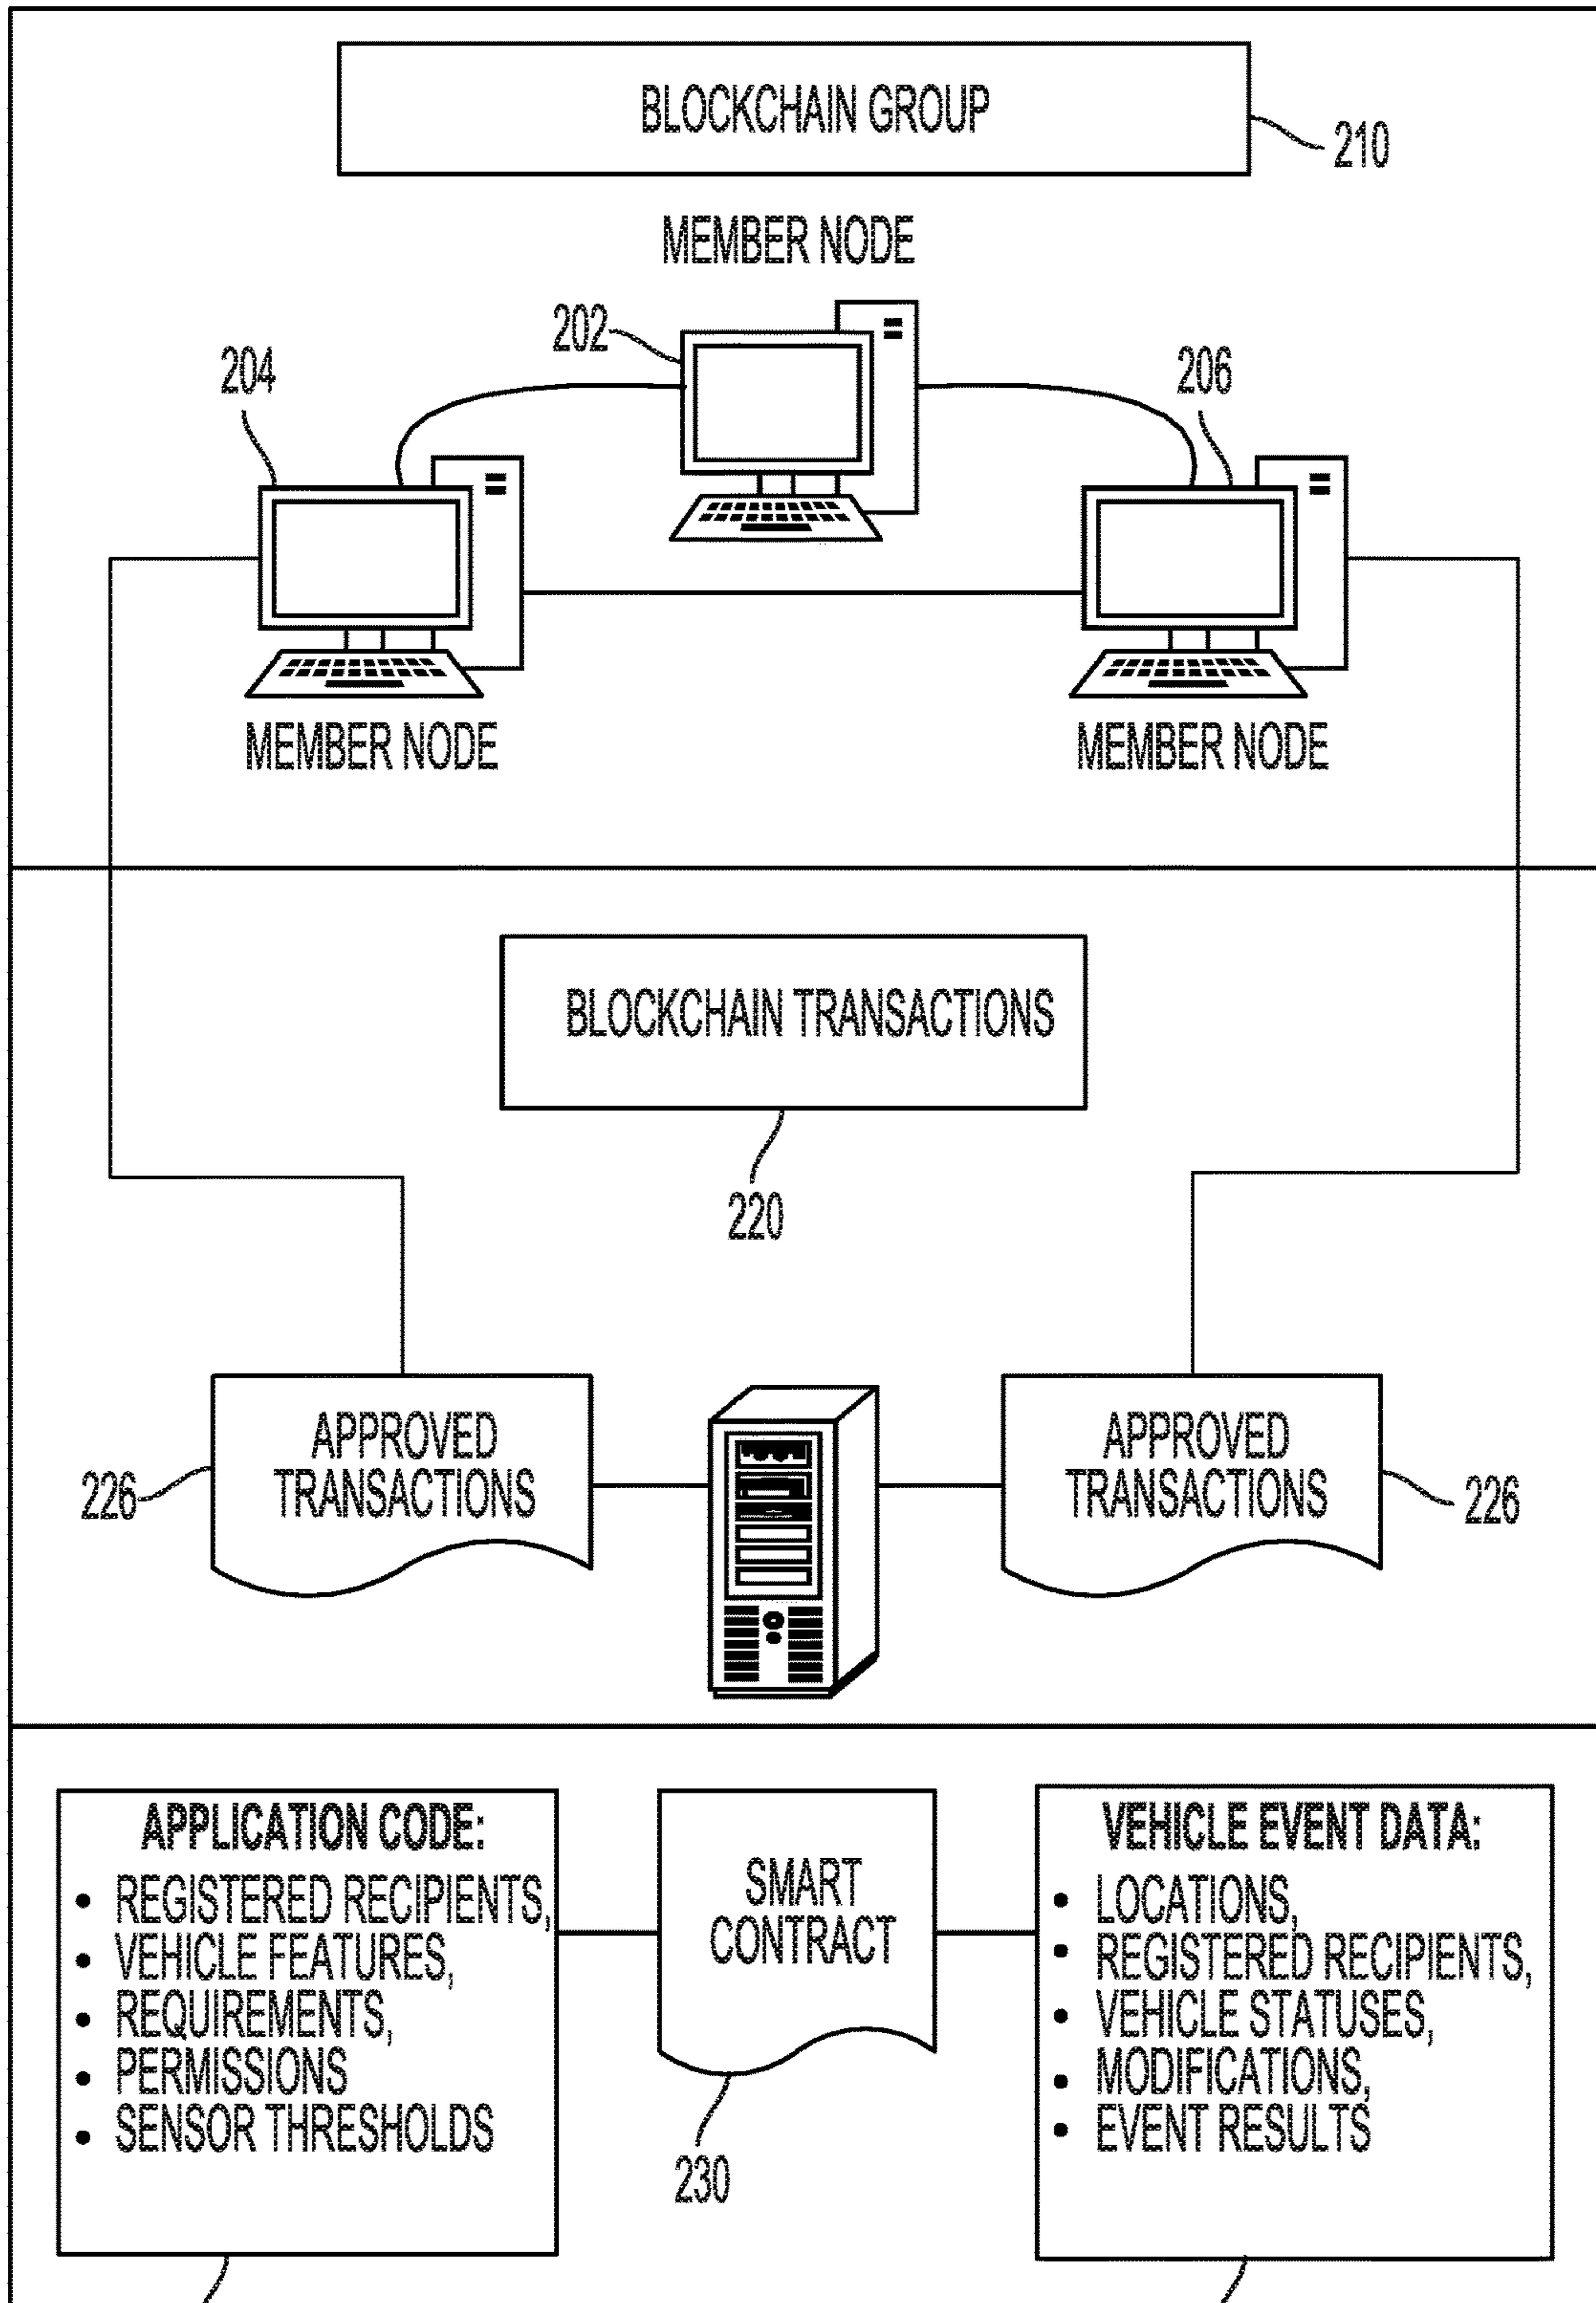 BLOCKCHAIN GROUP
210
MEMBER NODE
202
204
206
MEMBER NODE
MEMBER NODE
BLOCKCHAIN TRANSACTIONS
220
APPROVED
TRANSACTIONS
226
APPROVED
TRANSACTIONS
226
APPLICATION CODE:
• REGISTERED RECIPIENTS,
• VEHICLE FEATURES,
• REQUIREMENTS,
• PERMISSIONS
• SENSOR THRESHOLDS
SMART
CONTRACT
230
VEHICLE EVENT DATA:
• LOCATIONS,
• REGISTERED RECIPIENTS,
• VEHICLE STATUSES,
• MODIFICATIONS,
• EVENT RESULTS